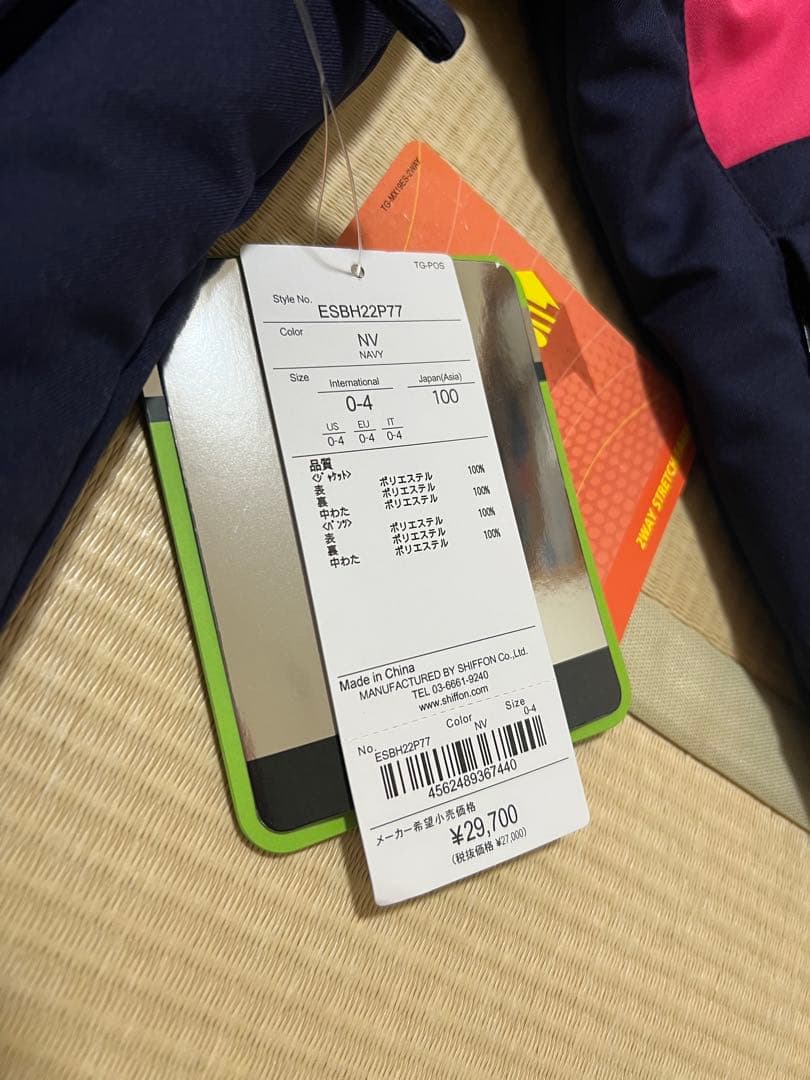 TG-MX19ES-2WAY
TG-POS
Style No. ESBH22P77
Color NV
NAVY
Size International Japan(Asia)
0-4 100
US EU IT
0-4 0-4 0-4
品質
<ジャケット>
表 ポリエステル 100%
裏 ポリエステル 100%
中わた ポリエステル 100%
<パンツ>
表 ポリエステル 100%
裏 ポリエステル
中わた ポリエステル
Made in China
MANUFACTURED BY SHIFFON Co.,Ltd.
TEL 03-6661-9240
www.shiffon.com
No. Color Size
ESBH22P77 NV 0-4
4562489367440
メーカー希望小売価格
¥29,700
(税抜価格 ¥27,000)
2WAY STRETCH